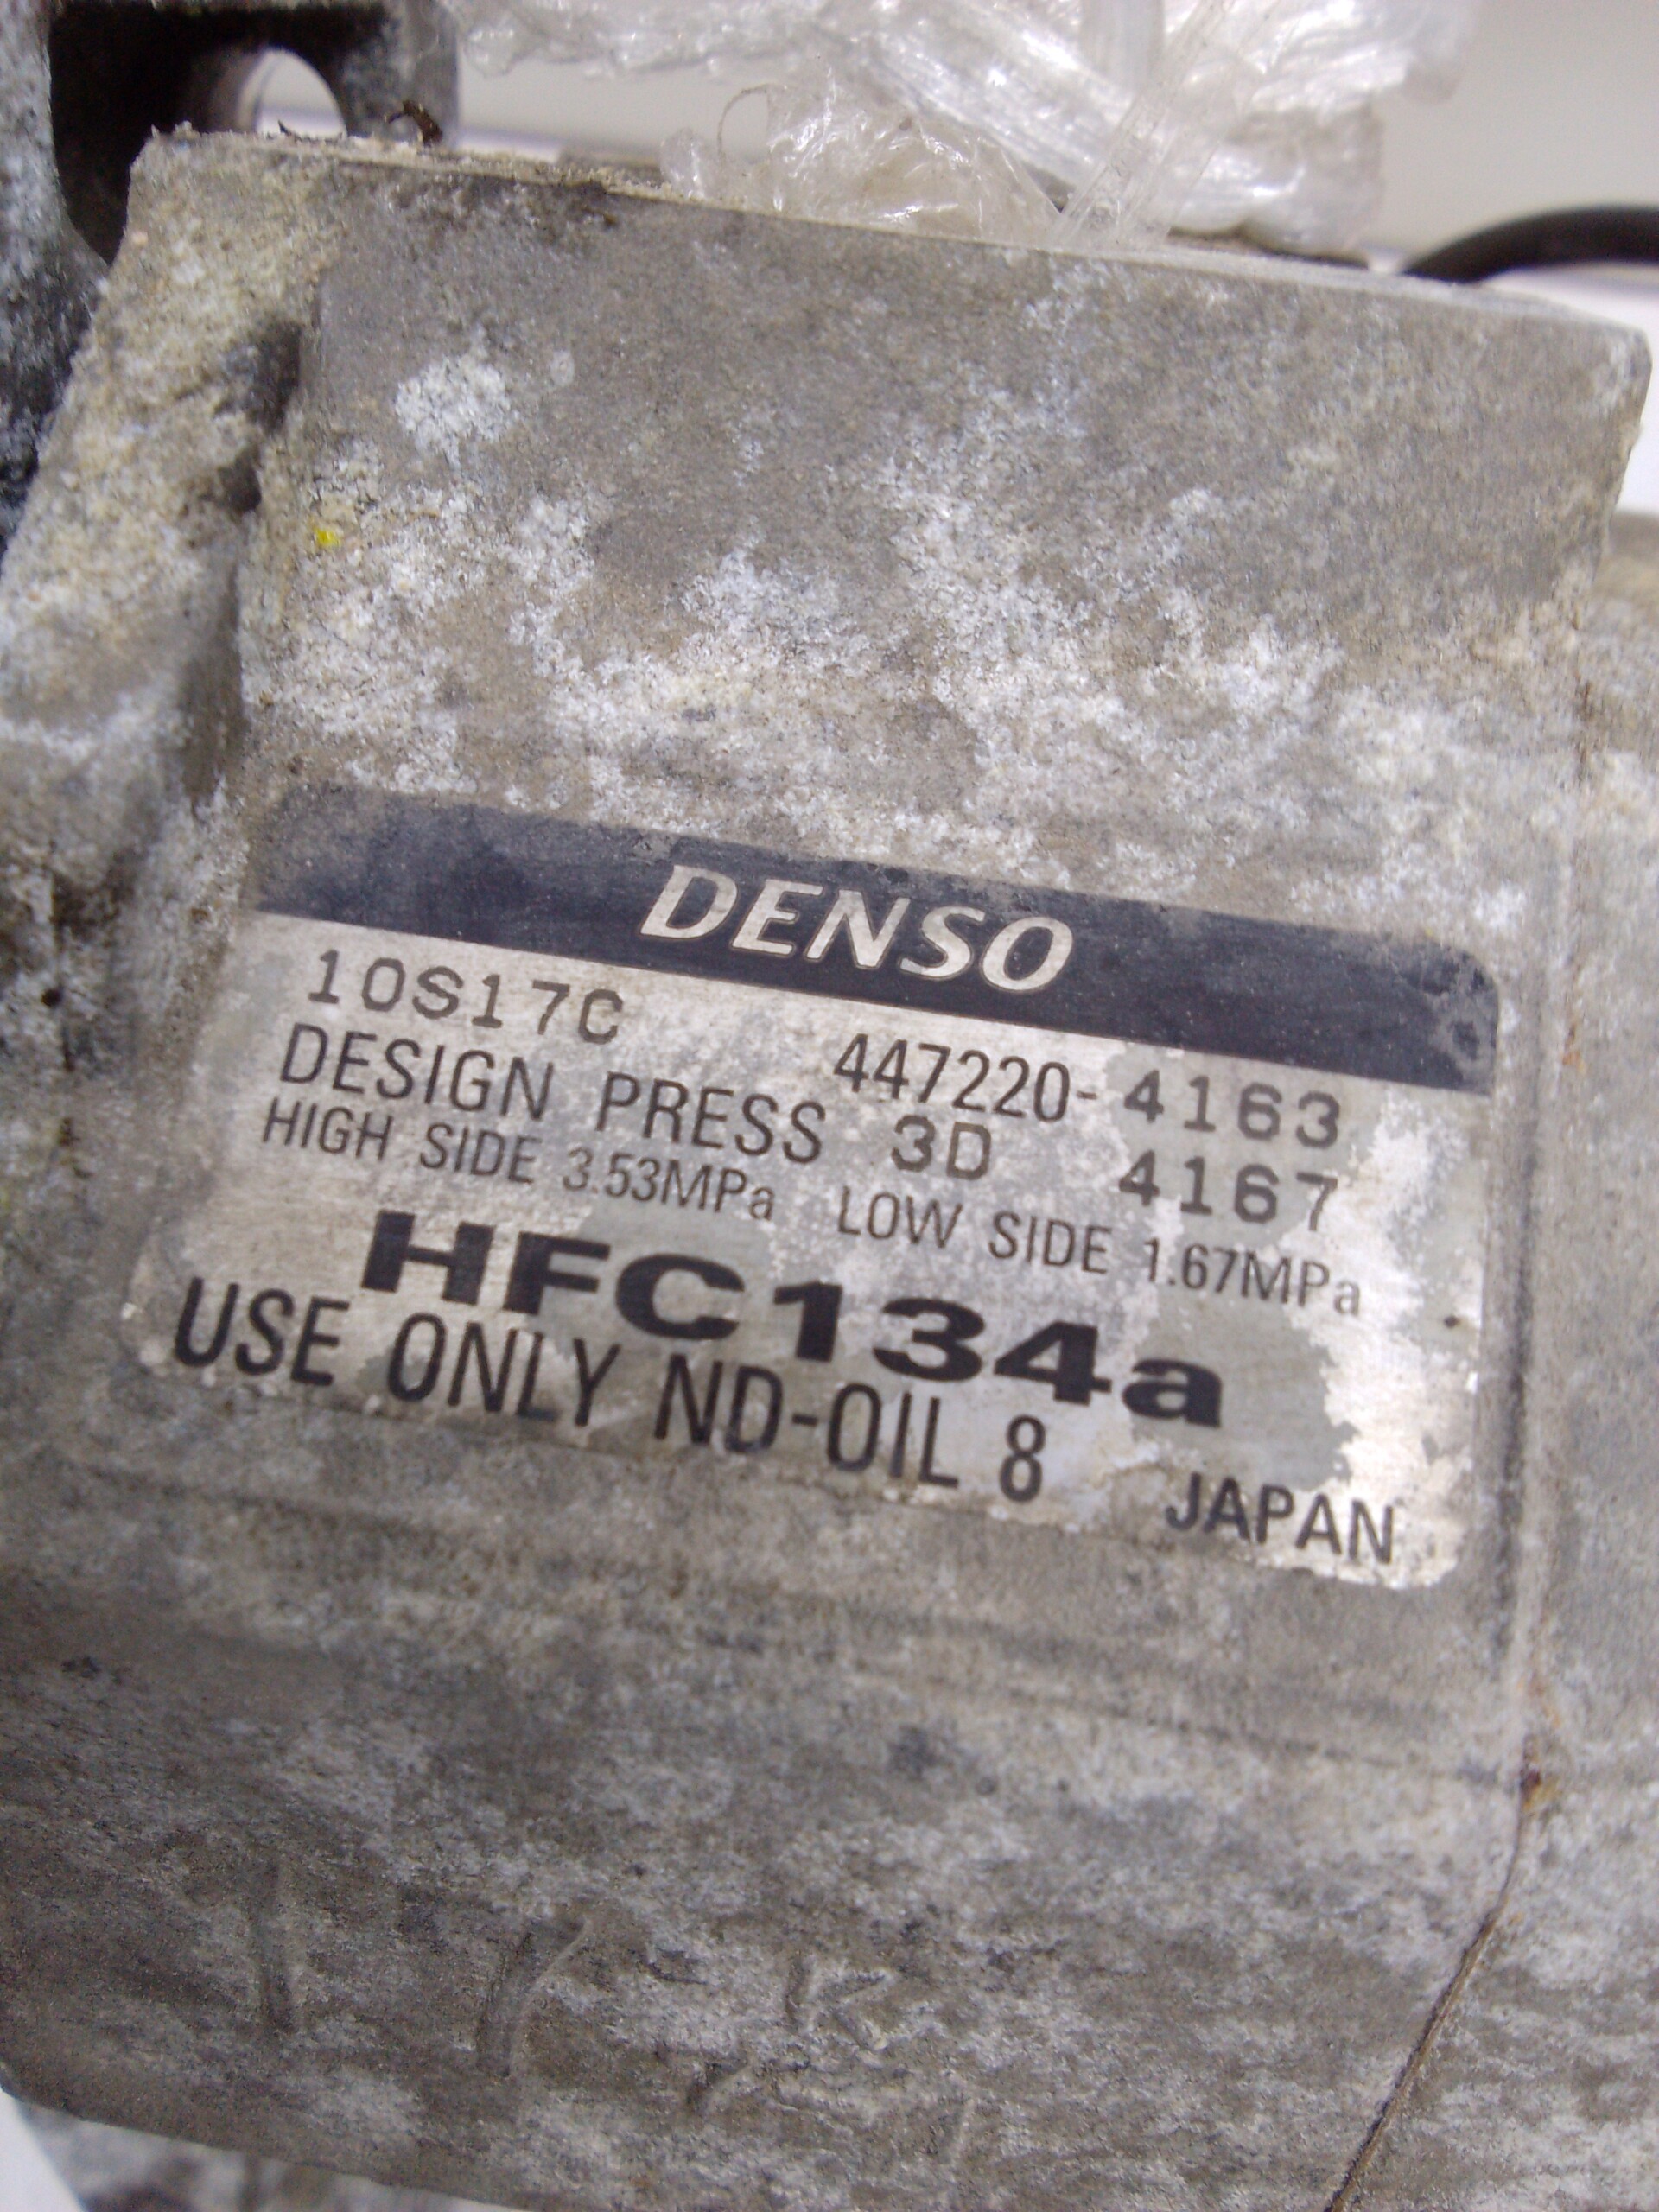 DENSO
10S17C 447220-4163
DESIGN PRESS 3D 4167
HIGH SIDE 3.53MPa LOW SIDE 1.67MPa
HFC134a
USE ONLY ND-OIL 8 JAPAN